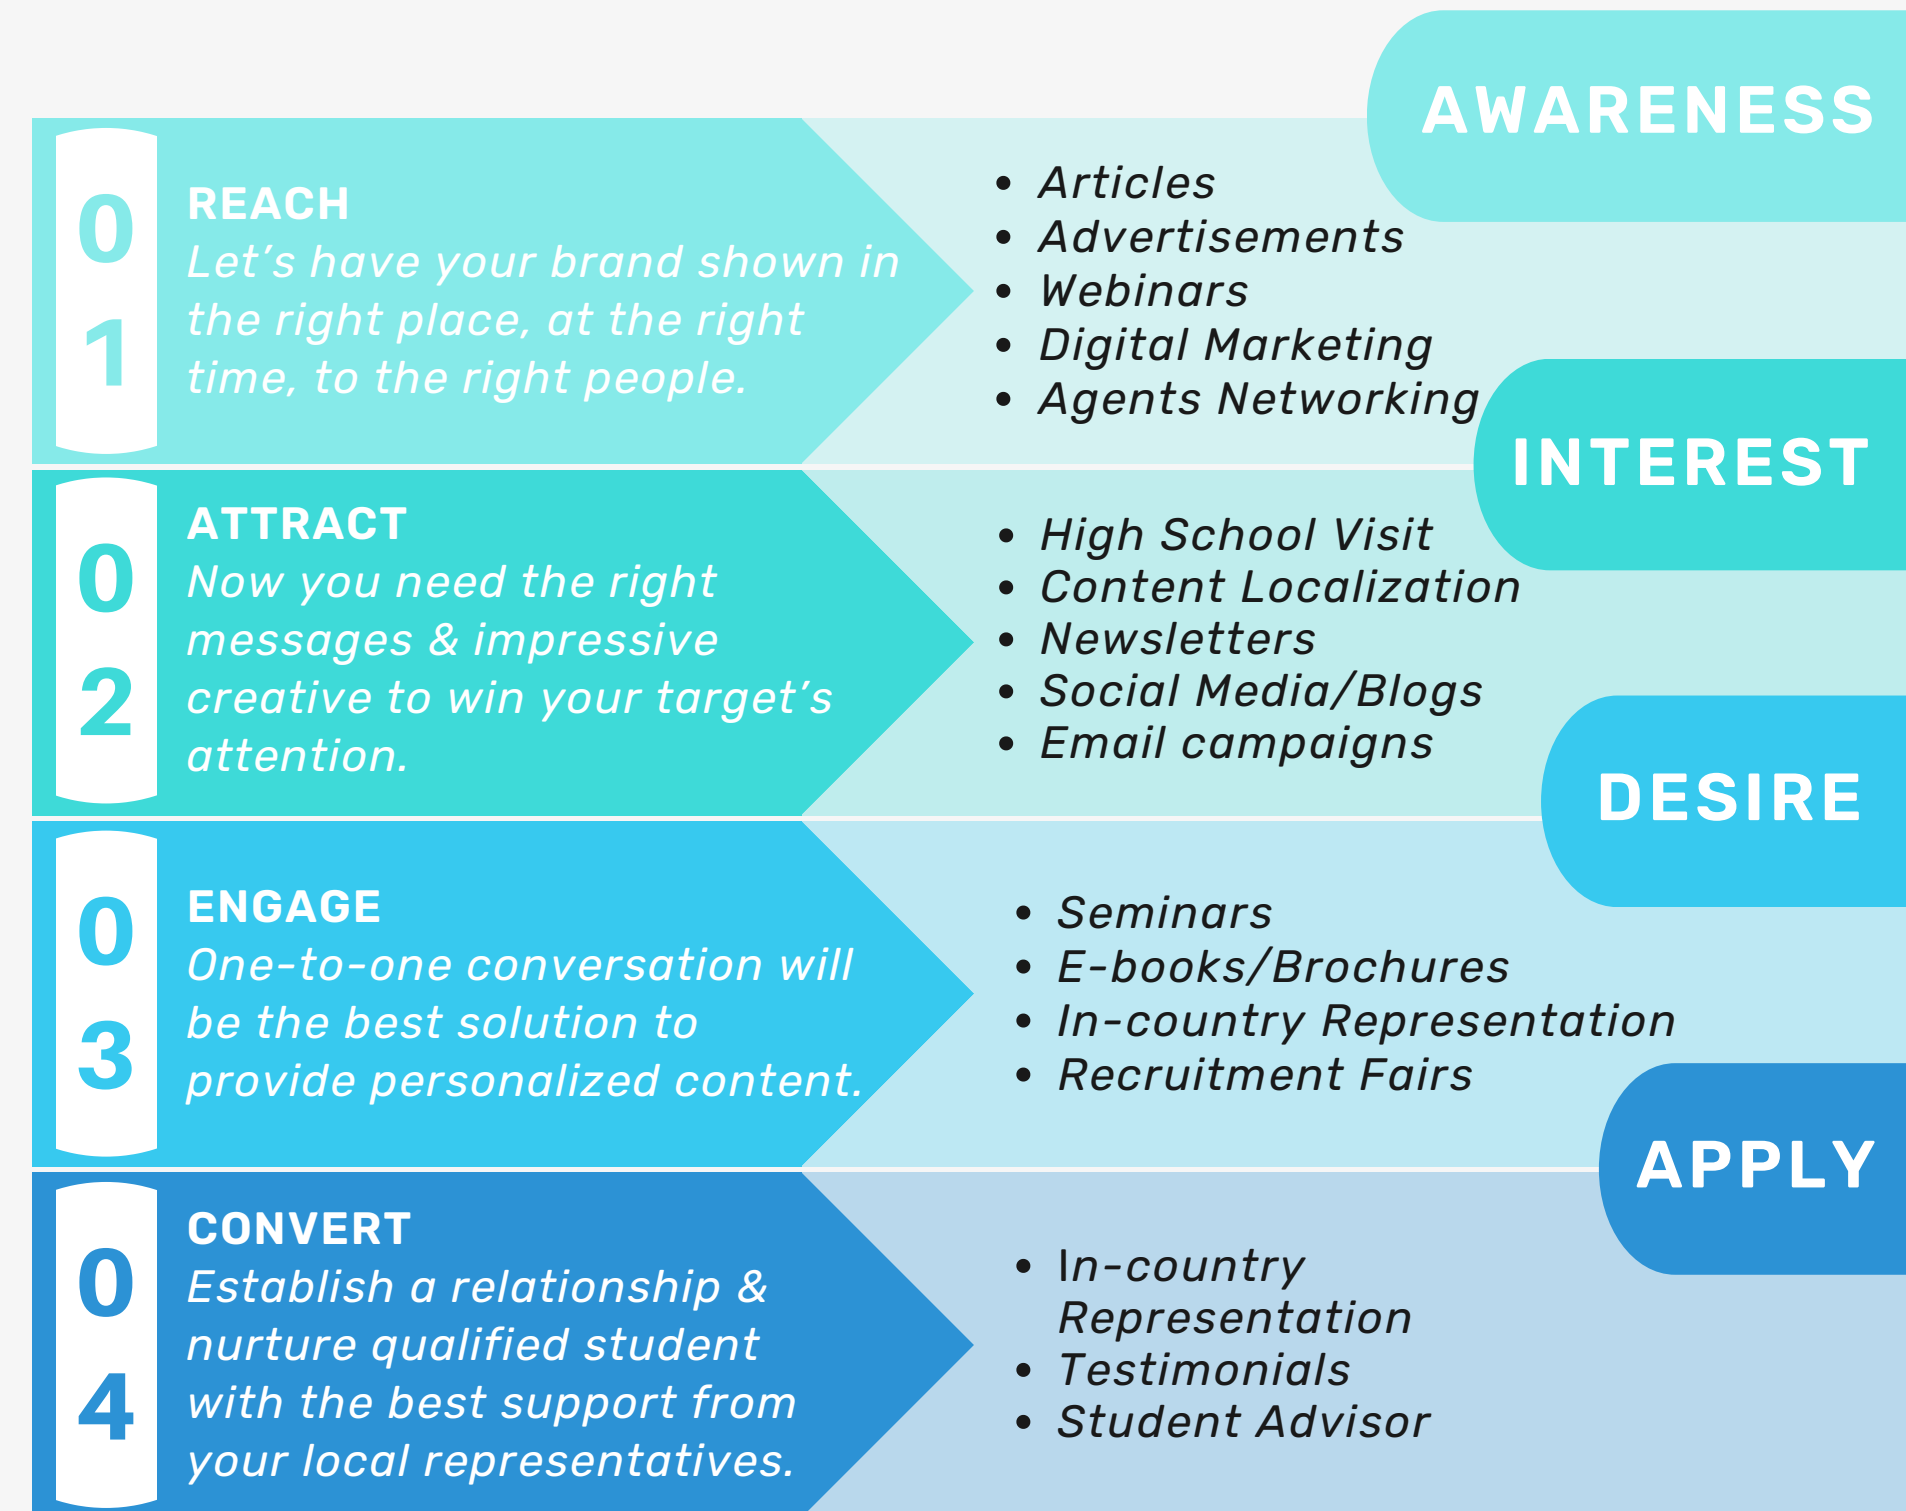 AWARENESS
0
1
REACH
Let's have your brand shown in
the right place, at the right
time, to the right people.
• Articles
• Advertisements
• Webinars
• Digital Marketing
• Agents Networking
INTEREST
0
2
ATTRACT
Now you need the right
messages & impressive
creative to win your target's
attention.
• High School Visit
• Content Localization
• Newsletters
• Social Media/Blogs
• Email campaigns
DESIRE
0
3
ENGAGE
One-to-one conversation will
be the best solution to
provide personalized content.
• Seminars
• E-books/Brochures
• In-country Representation
• Recruitment Fairs
APPLY
0
4
CONVERT
Establish a relationship &
nurture qualified student
with the best support from
your local representatives.
• In-country
Representation
• Testimonials
• Student Advisor